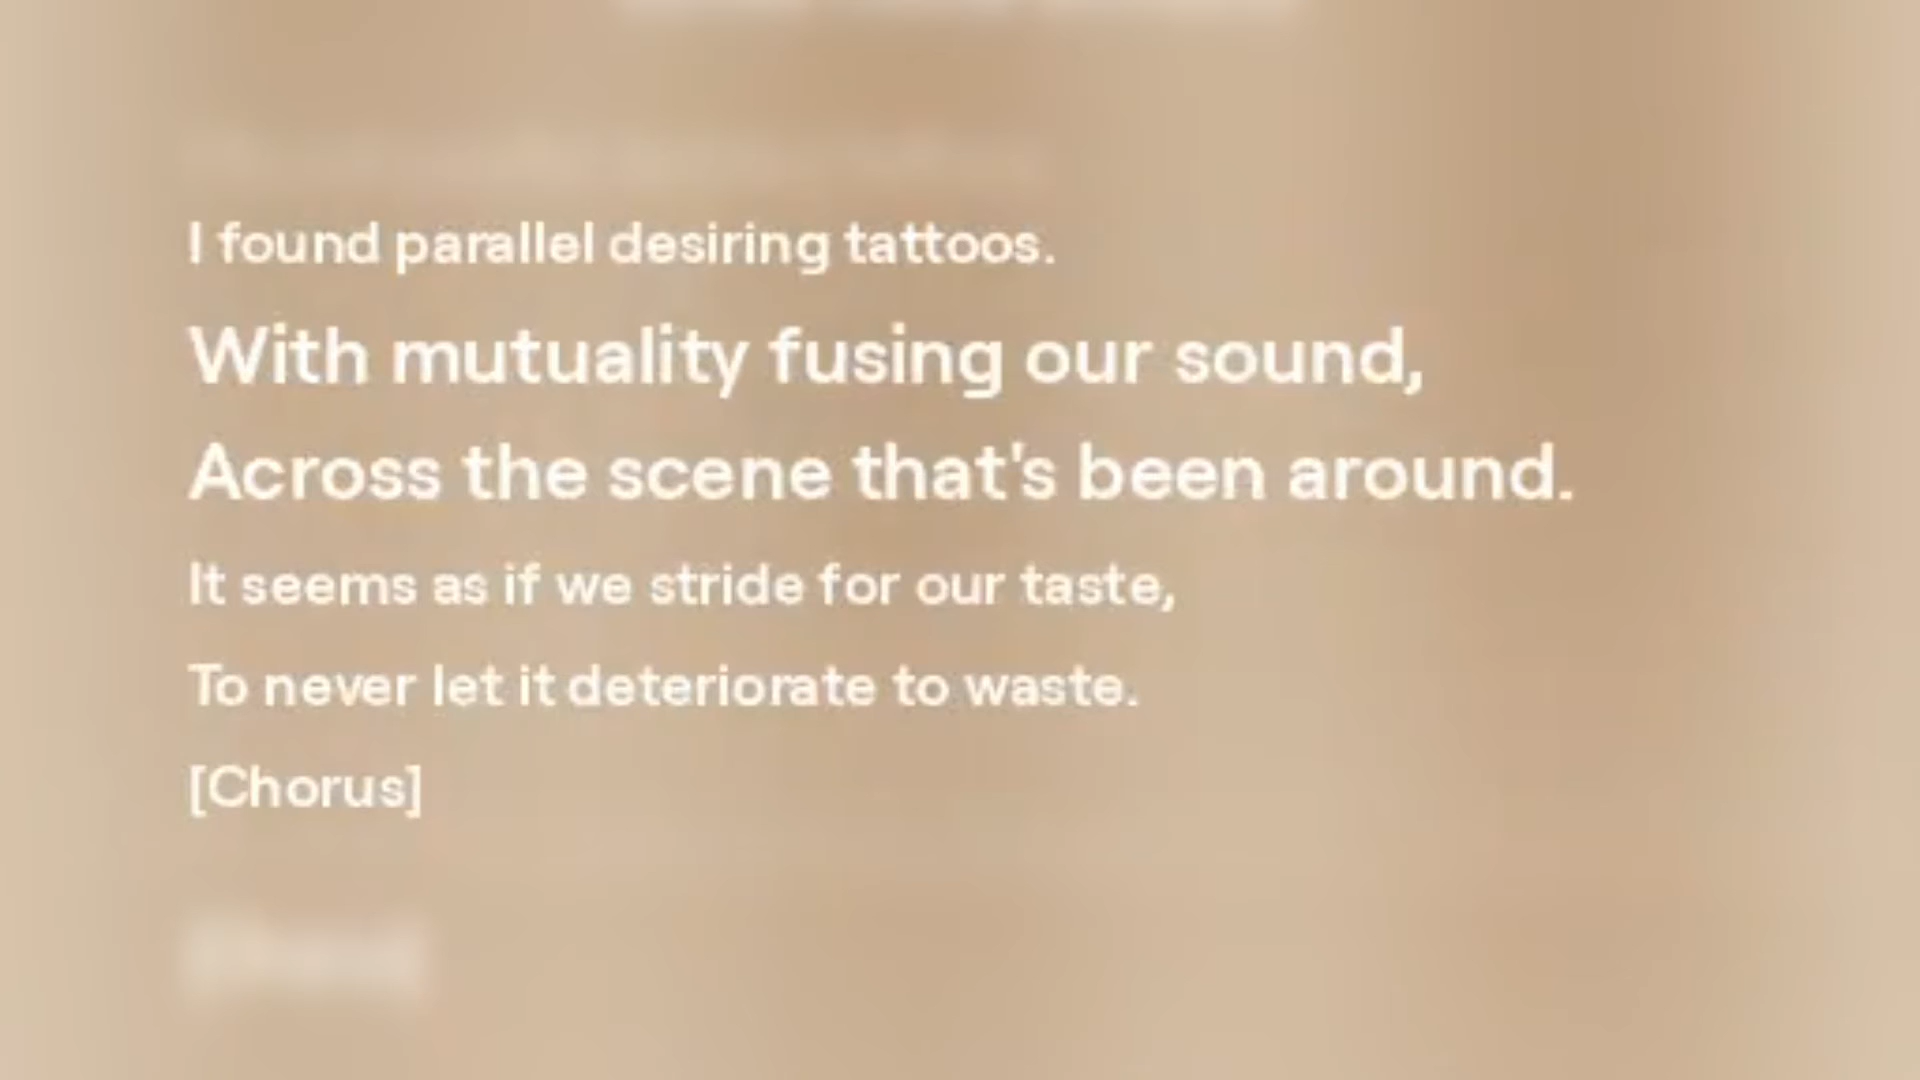 I found parallel desiring tattoos.
With mutuality fusing our sound,
Across the scene that's been around.
It seems as if we stride for our taste,
To never let it deteriorate to waste.
[Chorus]